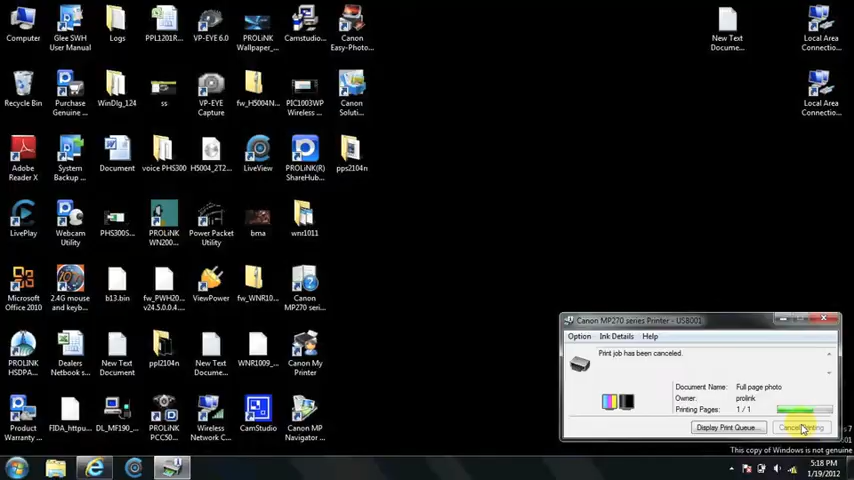 Computer
Glee SWH
User Manual
Logs
PPL1201R...
VP-EYE 6.0
PROLiNK
Wallpaper_...
Camstudio...
Canon
Easy-Photo...
New Text
Docume...
Local Area
Connectio...
Recycle Bin
Purchase
Genuine ...
WinDlg_124
ss
VP-EYE
Capture
fw_H5004N...
PIC1003WP
Wireless ...
Canon
Soluti...
Local Area
Connectio...
Adobe
Reader X
System
Backup ...
Document
voice PHS300
H5004_2T2...
LiveView
PROLiNK(R)
ShareHub...
pps2104n
LivePlay
Webcam
Utility
PHS300S...
PROLiNK
WN200...
Power Packet
Utility
bma
wnr1011
Microsoft
Office 2010
2.4G mouse
and keyb...
b13.bin
fw_PWH20...
v24.5.0.0.4...
ViewPower
fw_WNR10...
Canon
MP270 seri...
PROLiNK
HSDPA...
Dealers
Netbook s...
New Text
Document
ppl2104n
New Text
Docume...
WNR1009_...
Canon My
Printer
Product
Warranty ...
FIDA_httpu...
DL_MF190_...
PROLiNK
PCC50...
Wireless
Network C...
CamStudio
Canon MP
Navigator ...
Canon MP270 series Printer - USB001
Option Ink Details Help
Print job has been canceled.
Document Name: Full page photo
Owner: prolink
Printing Pages: 1 / 1
Display Print Queue... Cancel Printing
This copy of Windows is not genuine
5:18 PM
1/19/2012